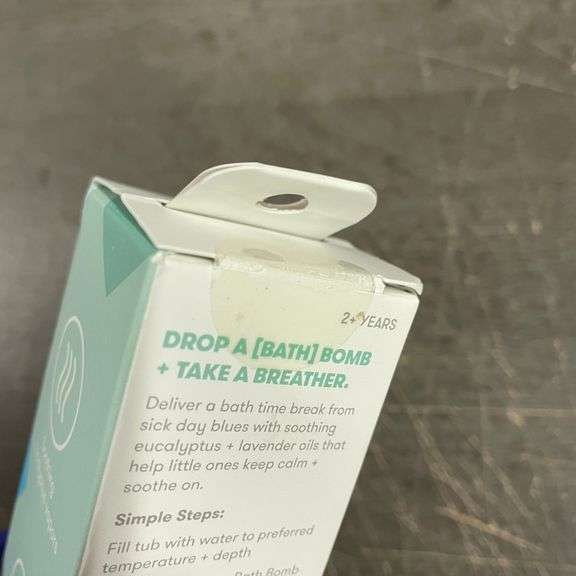 2+ YEARS
DROP A [BATH] BOMB
+ TAKE A BREATHER.
Deliver a bath time break from
sick day blues with soothing
eucalyptus + lavender oils that
help little ones keep calm +
soothe on.
Simple Steps:
Fill tub with water to preferred
temperature + depth
Bath Bomb